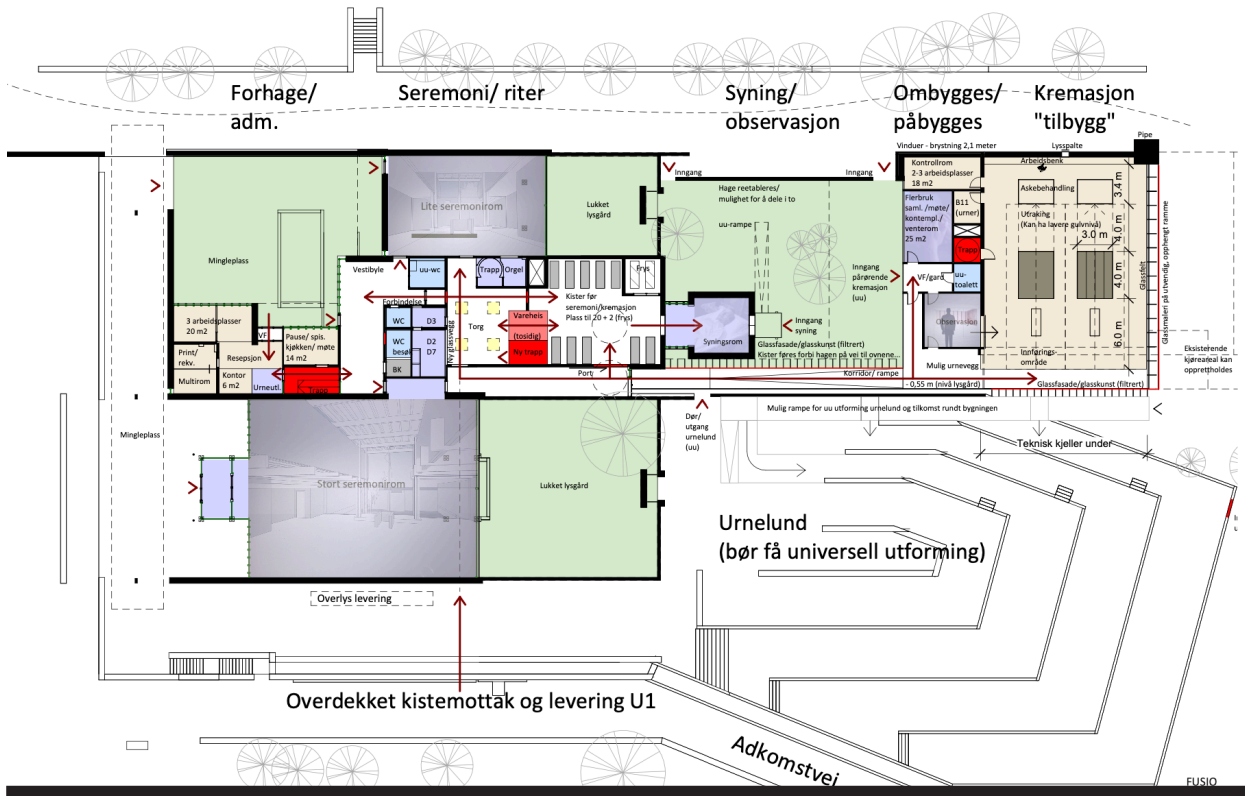 Forhage/
adm.
Seremoni/ riter
Syning/
observasjon
Ombygges/
påbygges
Kremasjon
"tilbygg"
Pipe
Vinduer - brystning 2,1 meter
Lysspalte
Kontrollrom
2-3 arbeidsplasser
18 m2
Arbeidsbenk
Askebehandling
3.4 m
Inngang
Inngang
Hage reetableres/
mulighet for å dele i to
Flerbruk
saml. /møte/
kontempl./
venterom
25 m2
B11
(urner)
Utraking
(Kan ha lavere gulvnivå)
3.0 m
4.0 m
Lite seremonirom
Lukket
lysgård
uu-rampe
Trapp
Glassmaleri på utvendig, opphengt ramme
Glassfelt
Mingleplass
Vestibyle
uu-wc
Trapp
Orgel
Frys
Inngang
pårørende
kremasjon
(uu)
VF/gard
uu-
toalett
4.0 m
Kister før
seremoni/kremasjon
Plass til 20 + 2 (frys)
Forbindelse ?
WC
D3
Torg
Vareheis
(tosidig)
Ny trapp
Ny glassvegg
Syningsrom
Inngang
syning
Observasjon
3 arbeidsplasser
20 m2
VF
Pause/ spis.
kjøkken/ møte
14 m2
WC
besøk
D2
D7
Glassfasade/glasskunst (filtrert)
Kister føres forbi hagen på vei til ovnene...
6.0 m
Print/
rekv.
Resepsjon
Multirom
Kontor
6 m2
Urneutl.
Trapp
BK
Port
Korridor/ rampe
Mulig urnevegg
Innførings-
område
- 0,55 m (nivå lysgård)
Glassfasade/glasskunst (filtrert)
Eksisterende
kjøreareal kan
opprettholdes
Mulig rampe for uu utforming urnelund og tilkomst rundt bygningen
Dør/
utgang
urnelund
(uu)
Teknisk kjeller under
Mingleplass
Stort seremonirom
Lukket lysgård
Urnelund
(bør få universell utforming)
Overlys levering
Overdekket kistemottak og levering U1
Adkomstvei
FUSIO